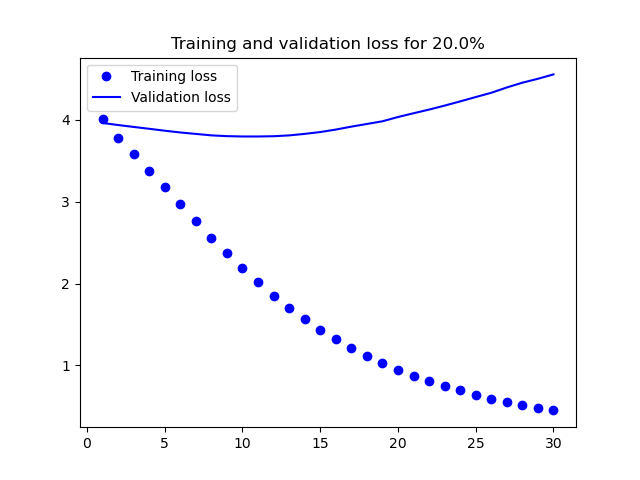 Training and validation loss for 20.0%
Training loss
Validation loss
4
3
2
1
0 5 10 15 20 25 30